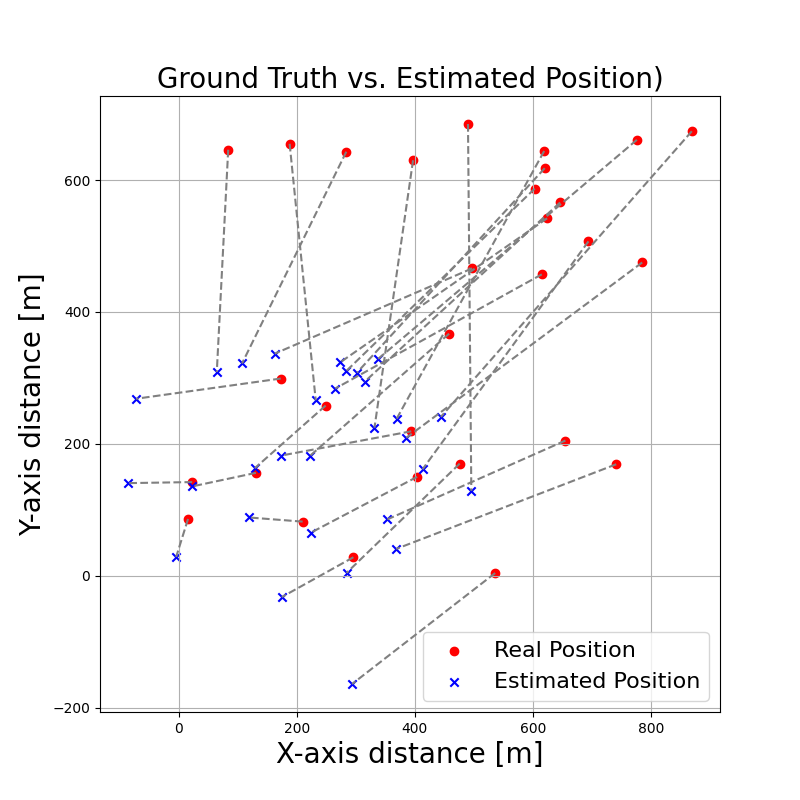 Ground Truth vs. Estimated Position)
Y-axis distance [m]
600
400
200
0
−200
0 200 400 600 800
X-axis distance [m]
Real Position
Estimated Position